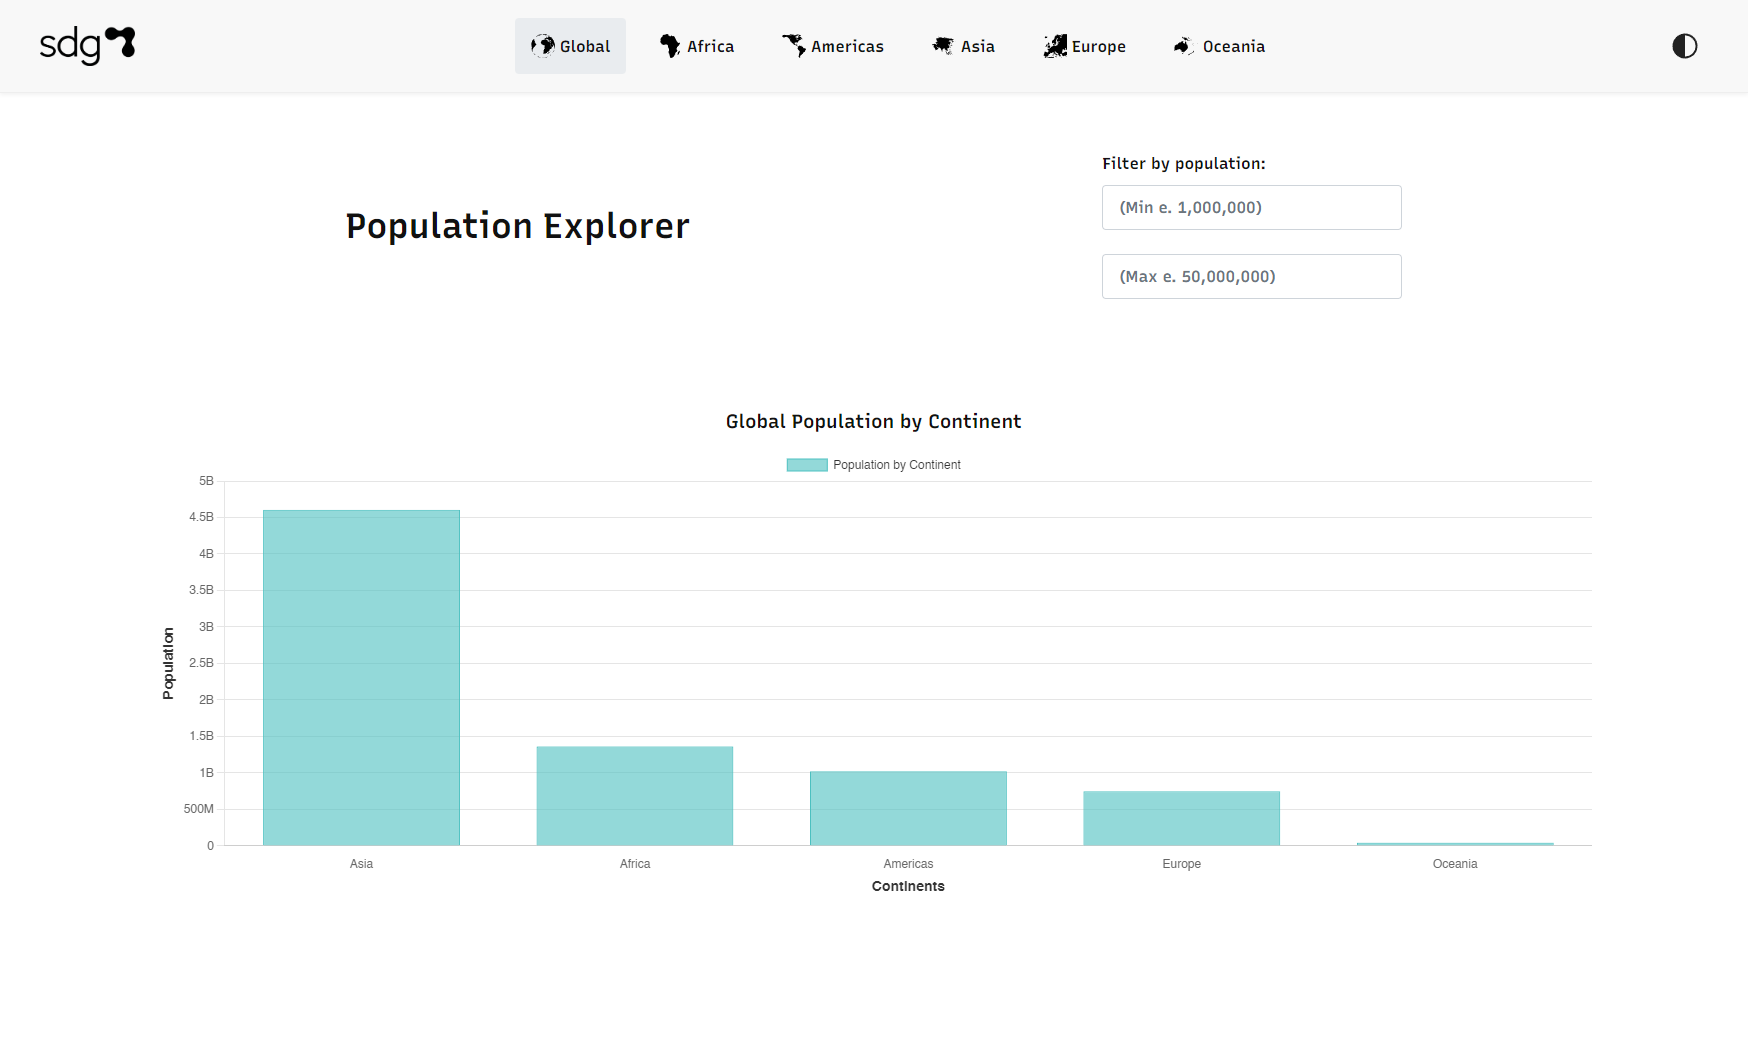 sdg
Global Africa Americas Asia Europe Oceania
Filter by population:
(Min e. 1,000,000)
Population Explorer
(Max e. 50,000,000)
Global Population by Continent
Population by Continent
5B
4.5B
4B
3.5B
3B
2.5B
2B
1.5B
1B
500M
0
Population
Asia Africa Americas Europe Oceania
Continents